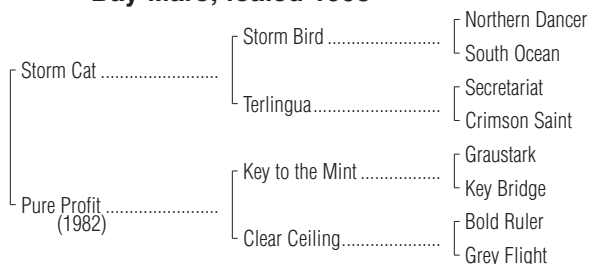 Bay Mare; foaled
Northern Dancer
Storm Bird ........................
South Ocean
Storm Cat .........................
Secretariat
Terlingua...........................
Crimson Saint
Graustark
Key to the Mint .................
Key Bridge
Pure Profit ........................
(1982)
Bold Ruler
Clear Ceiling.....................
Grey Flight